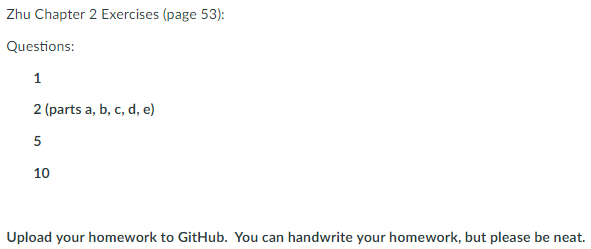 Zhu Chapter 2 Exercises (page 53):
Questions:
1
2 (parts a, b, c, d, e)
5
10
Upload your homework to GitHub.  You can handwrite your homework, but please be neat.